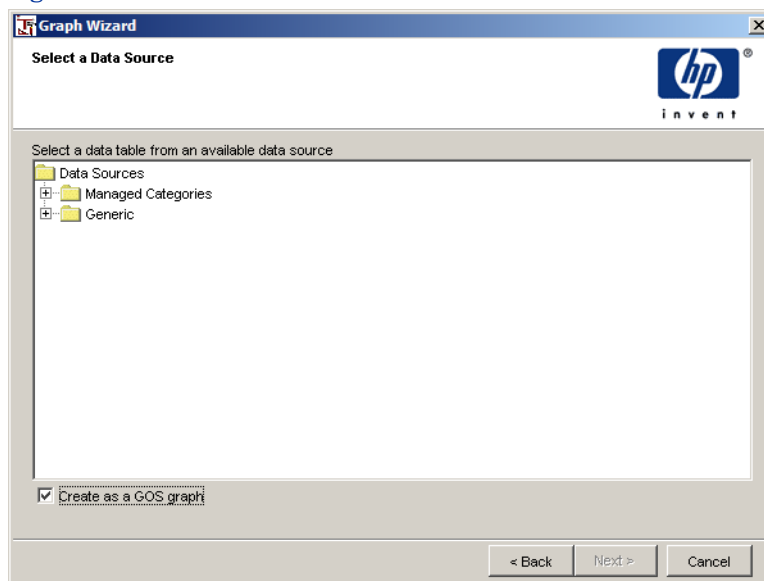 Graph Wizard
Select a Data Source
hp
®
invent
Select a data table from an available data source
Data Sources
Managed Categories
Generic
Create as a GOS graph
< Back
Next >
Cancel